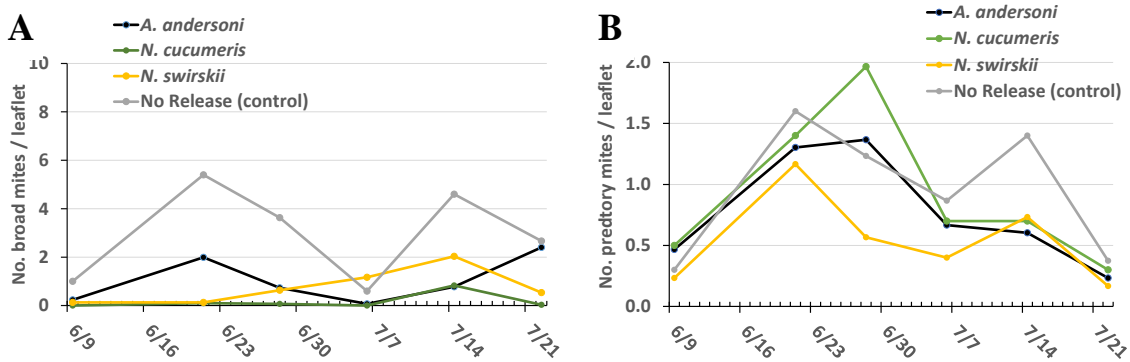 A
A. andersoni
N. cucumeris
N. swirskii
No Release (control)
No. broad mites / leaflet
10
8
6
4
2
0
6/9
6/16
6/23
6/30
7/7
7/14
7/21
B
A. andersoni
N. cucumeris
N. swirskii
No Release (control)
No. predtory mites / leaflet
2.0
1.5
1.0
0.5
0.0
6/9
6/16
6/23
6/30
7/7
7/14
7/21